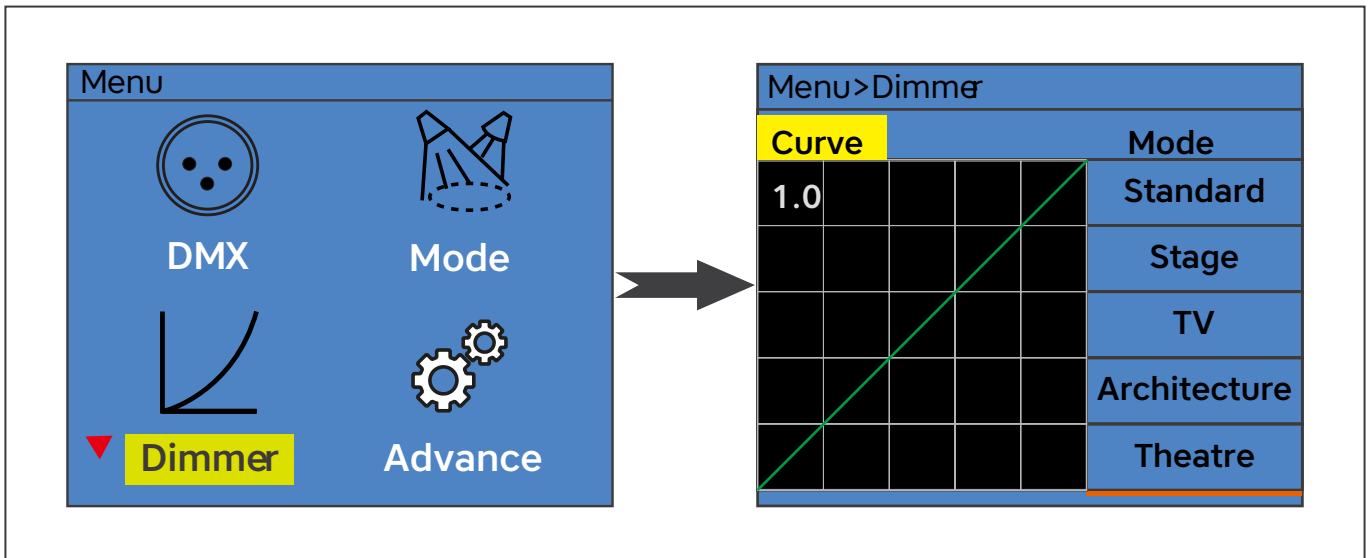 Menu
DMX
Mode
Dimmer
Advance
Menu>Dimmer
Curve
Mode
1.0
Standard
Stage
TV
Architecture
Theatre